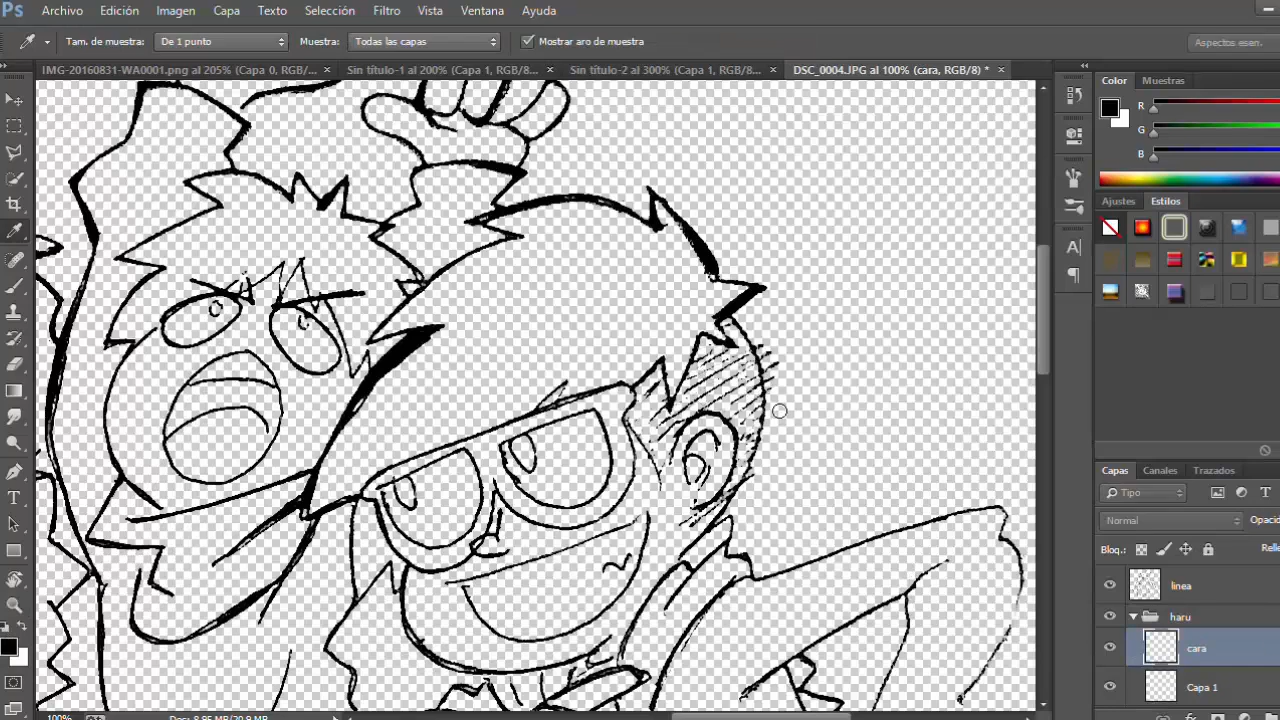 Ps Archivo Edición Imagen Capa Texto Selección Filtro Vista Ventana Ayuda
Tam. de muestra: De 1 punto Muestra: Todas las capas Mostrar aro de muestra Aspectos esen.
IMG-20160831-WA0001.png al 205% (Capa 0, RGB/... × Sin título-1 al 200% (Capa 1, RGB/8... × Sin título-2 al 300% (Capa 1, RGB/8... × DSC_0004.JPG al 100% (cara, RGB/8) * ×
Color Muestras
R
G
B
Ajustes Estilos
Capas Canales Trazados
Tipo
Normal Opacid
Bloq.: Relle
linea
haru
cara
Capa 1
100% Doc: 8,95 MB/20,9 MB